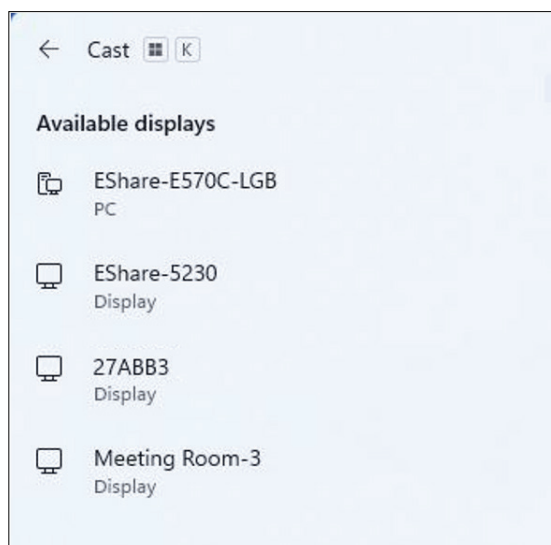 Cast K
Available displays
EShare-E570C-LGB
PC
EShare-5230
Display
27ABB3
Display
Meeting Room-3
Display